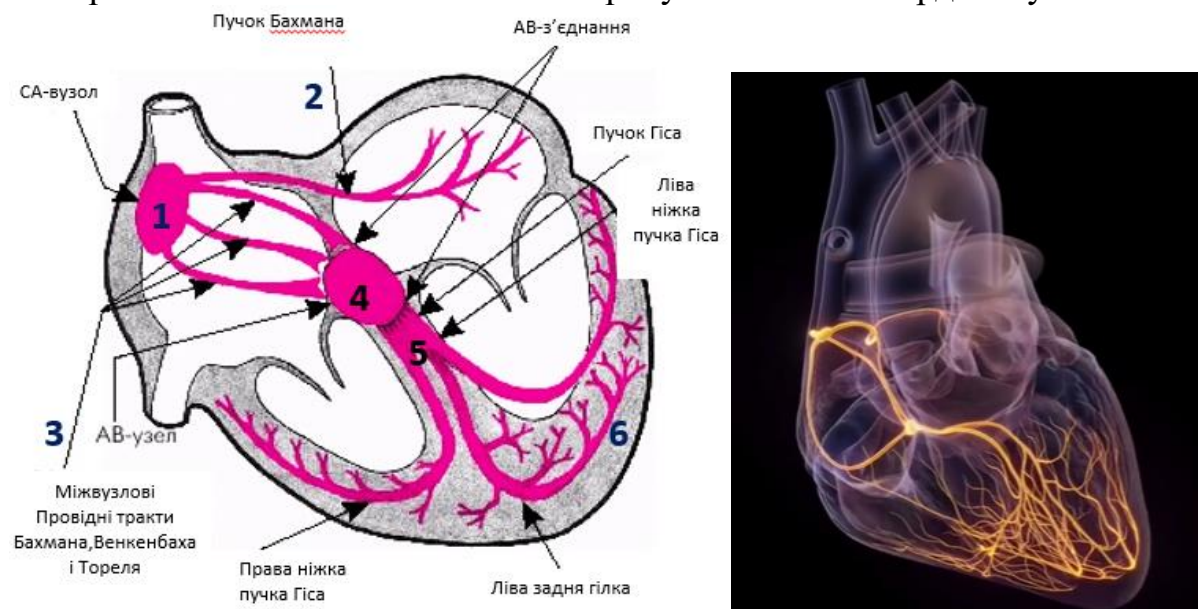 Пучок Бахмана
АВ-з’єднання
СА-вузол
2
Пучок Гіса
Ліва
ніжка
пучка Гіса
1
4
5
3
АВ-узел
6
Міжвузлові
Провідні тракти
Бахмана,Венкенбаха
і Тореля
Права ніжка
пучка Гіса
Ліва задня гілка